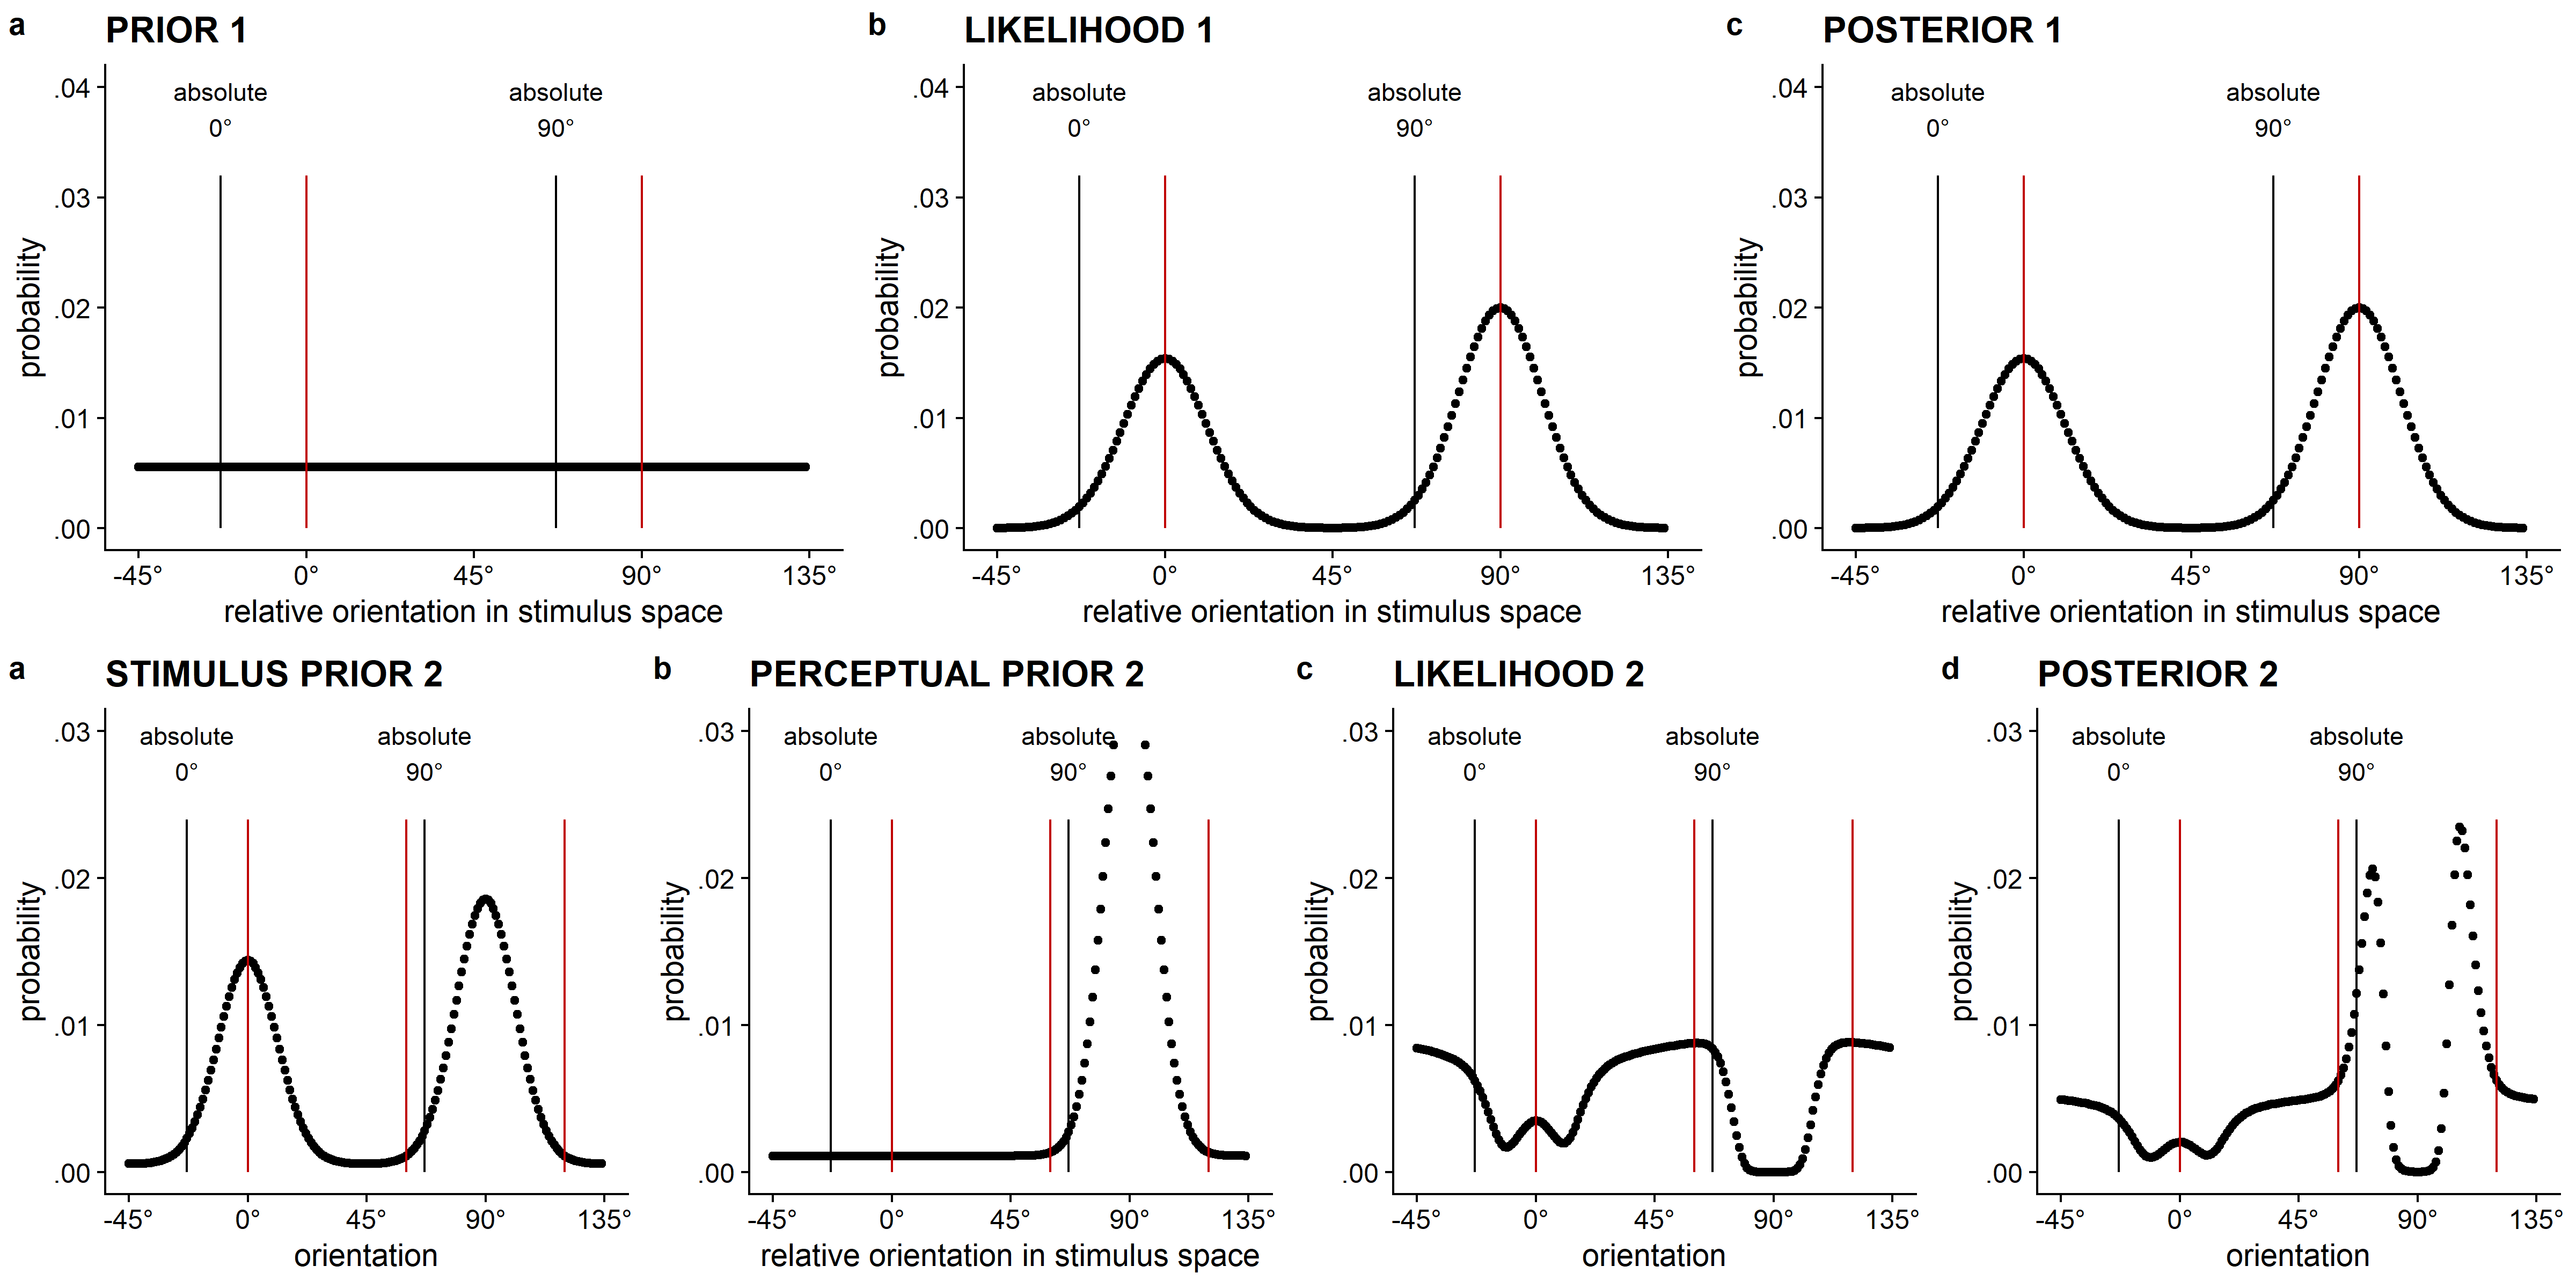 a PRIOR 1
.04
.03
.02
.01
.00
absolute 0°
absolute 90°
probability
-45° 0° 45° 90° 135°
relative orientation in stimulus space
b LIKELIHOOD 1
.04
.03
.02
.01
.00
absolute 0°
absolute 90°
probability
-45° 0° 45° 90° 135°
relative orientation in stimulus space
c POSTERIOR 1
.04
.03
.02
.01
.00
absolute 0°
absolute 90°
probability
-45° 0° 45° 90° 135°
relative orientation in stimulus space
a STIMULUS PRIOR 2
.03
.02
.01
.00
absolute 0°
absolute 90°
probability
-45° 0° 45° 90° 135°
orientation
b PERCEPTUAL PRIOR 2
.03
.02
.01
.00
absolute 0°
absolute 90°
probability
-45° 0° 45° 90° 135°
relative orientation in stimulus space
c LIKELIHOOD 2
.03
.02
.01
.00
absolute 0°
absolute 90°
probability
-45° 0° 45° 90° 135°
orientation
d POSTERIOR 2
.03
.02
.01
.00
absolute 0°
absolute 90°
probability
-45° 0° 45° 90° 135°
orientation